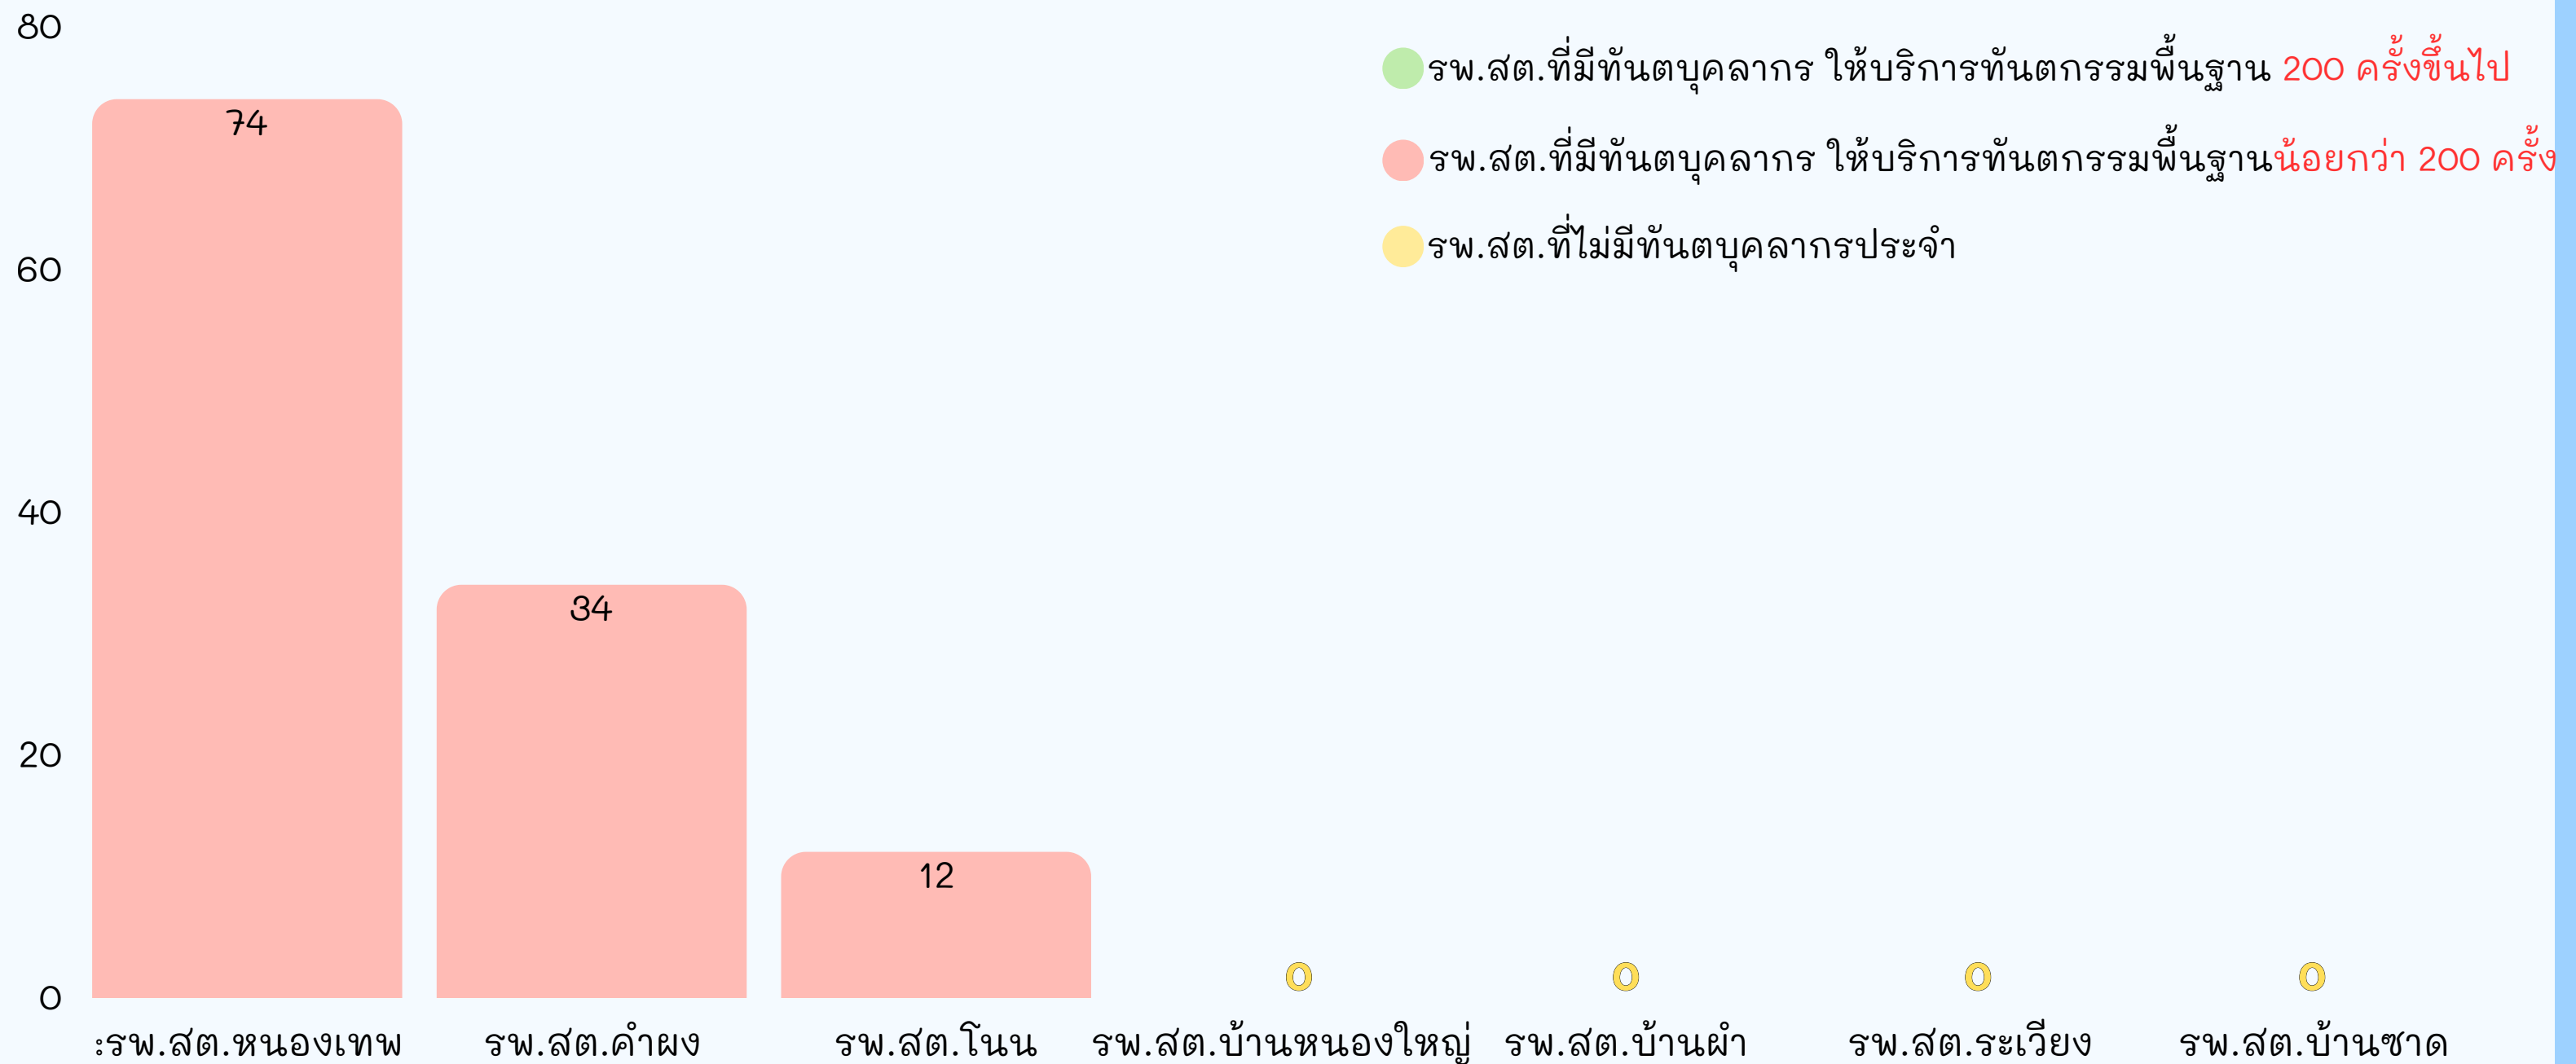 80
รพ.สต.ที่มีทันตบุคลากร ให้บริการทันตกรรมพื้นฐาน 200 ครั้งขึ้นไป
74
รพ.สต.ที่มีทันตบุคลากร ให้บริการทันตกรรมพื้นฐานน้อยกว่า 200 ครั้ง
รพ.สต.ที่ไม่มีทันตบุคลากรประจำ
60
40
34
20
12
0 0 0 0
0
:รพ.สต.หนองเทพ รพ.สต.คำผง รพ.สต.โนน รพ.สต.บ้านหนองใหญ่ รพ.สต.บ้านผำ รพ.สต.ระเวียง รพ.สต.บ้านซาด